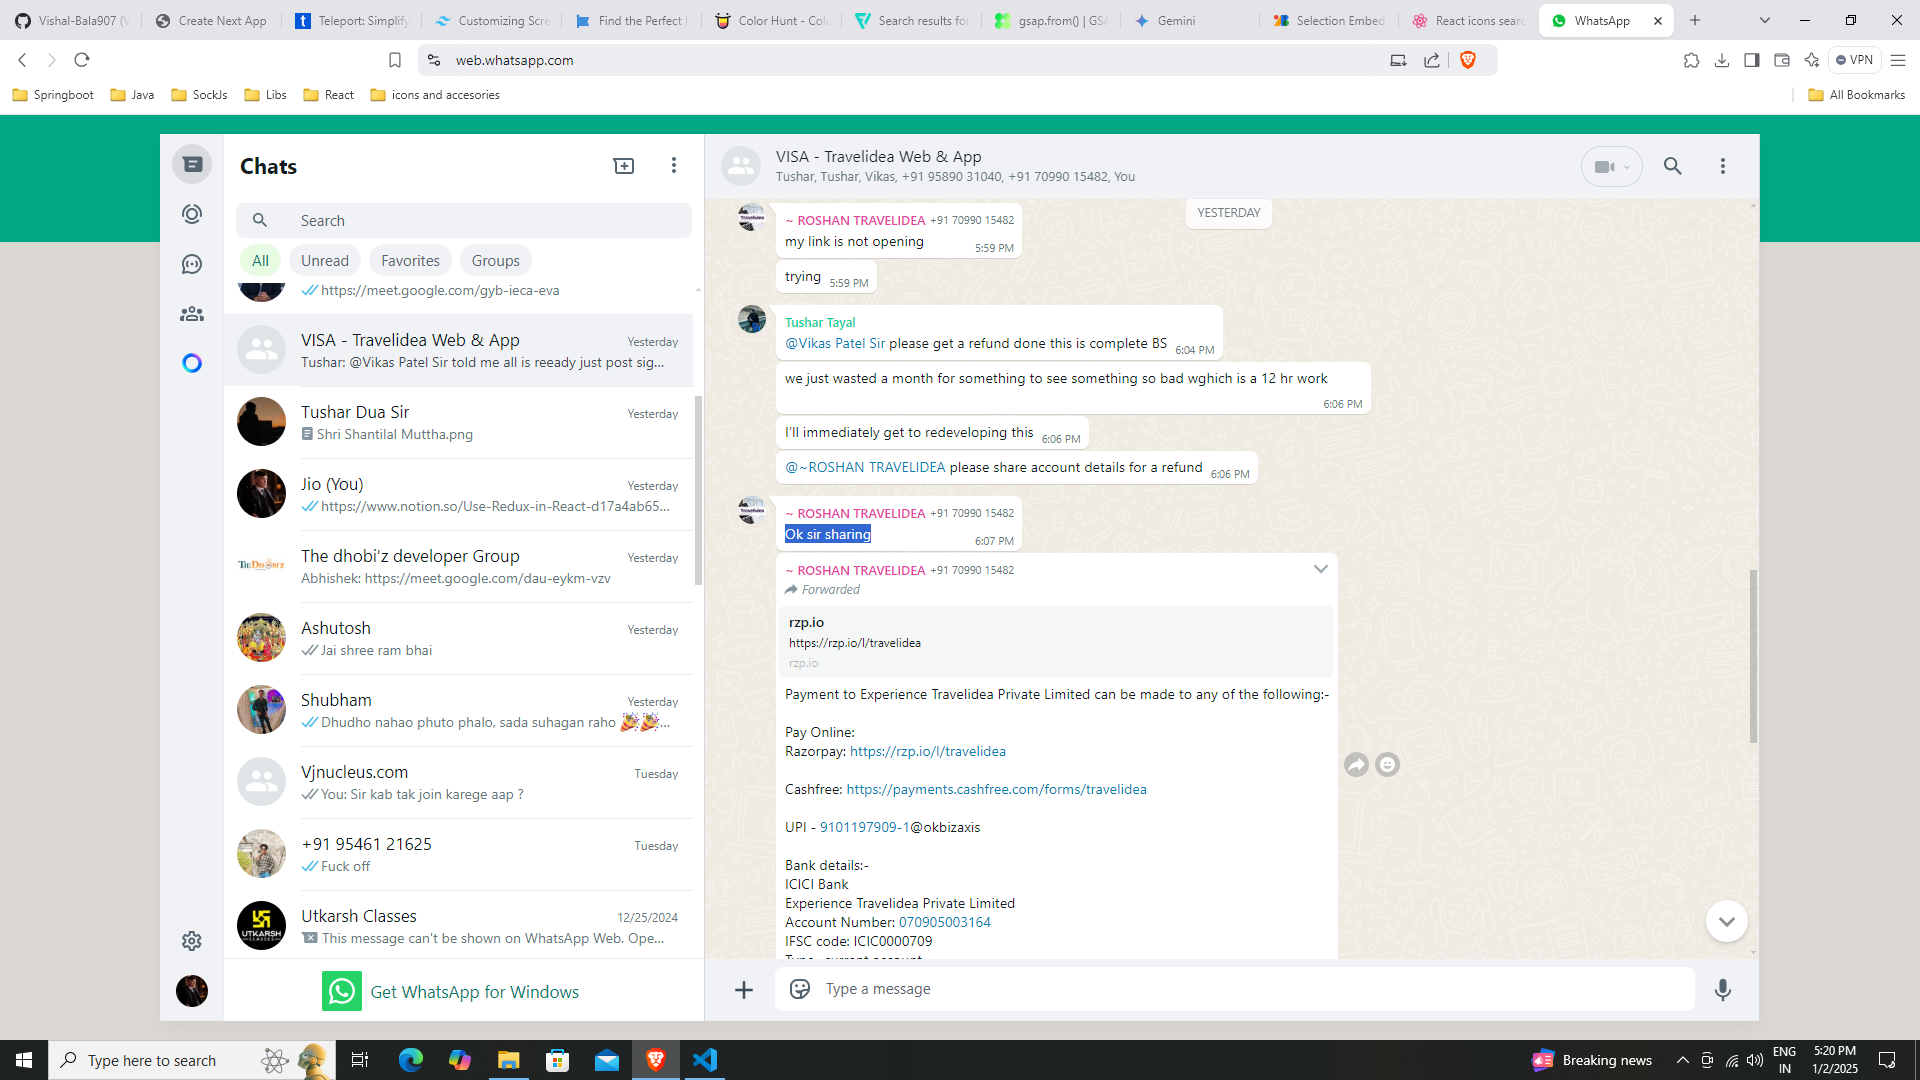 Vishal-Bala907 (V
Create Next App
Teleport: Simplify
Customizing Scre
Find the Perfect I
Color Hunt - Colo
Search results for
gsap.from() | GSA
Gemini
Selection Embed
React icons searc
WhatsApp
web.whatsapp.com
VPN
Springboot
Java
SockJs
Libs
React
icons and accesories
All Bookmarks
Chats
Search
All
Unread
Favorites
Groups
https://meet.google.com/gyb-ieca-eva
VISA - Travelidea Web & App
Yesterday
Tushar: @Vikas Patel Sir told me all is reeady just post sig...
Tushar Dua Sir
Yesterday
Shri Shantilal Muttha.png
Jio (You)
Yesterday
https://www.notion.so/Use-Redux-in-React-d17a4ab65...
The dhobi'z developer Group
Yesterday
Abhishek: https://meet.google.com/dau-eykm-vzv
Ashutosh
Yesterday
Jai shree ram bhai
Shubham
Yesterday
Dhudho nahao phuto phalo, sada suhagan raho 🎉🎉...
Vjnucleus.com
Tuesday
You: Sir kab tak join karege aap ?
+91 95461 21625
Tuesday
Fuck off
UTKARSH
CLASSES
Utkarsh Classes
12/25/2024
This message can't be shown on WhatsApp Web. Ope...
Get WhatsApp for Windows
VISA - Travelidea Web & App
Tushar, Tushar, Vikas, +91 95890 31040, +91 70990 15482, You
YESTERDAY
~ ROSHAN TRAVELIDEA +91 70990 15482
my link is not opening
5:59 PM
trying
5:59 PM
Tushar Tayal
@Vikas Patel Sir please get a refund done this is complete BS
6:04 PM
we just wasted a month for something to see something so bad wghich is a 12 hr work
6:06 PM
I'll immediately get to redeveloping this
6:06 PM
@~ROSHAN TRAVELIDEA please share account details for a refund
6:06 PM
~ ROSHAN TRAVELIDEA +91 70990 15482
Ok sir sharing
6:07 PM
~ ROSHAN TRAVELIDEA +91 70990 15482
Forwarded
rzp.io
https://rzp.io/l/travelidea
rzp.io
Payment to Experience Travelidea Private Limited can be made to any of the following:-
Pay Online:
Razorpay: https://rzp.io/l/travelidea
Cashfree: https://payments.cashfree.com/forms/travelidea
UPI - 9101197909-1@okbizaxis
Bank details:-
ICICI Bank
Experience Travelidea Private Limited
Account Number: 070905003164
IFSC code: ICIC0000709
Type- current account
Type a message
Type here to search
Breaking news
ENG
IN
5:20 PM
1/2/2025